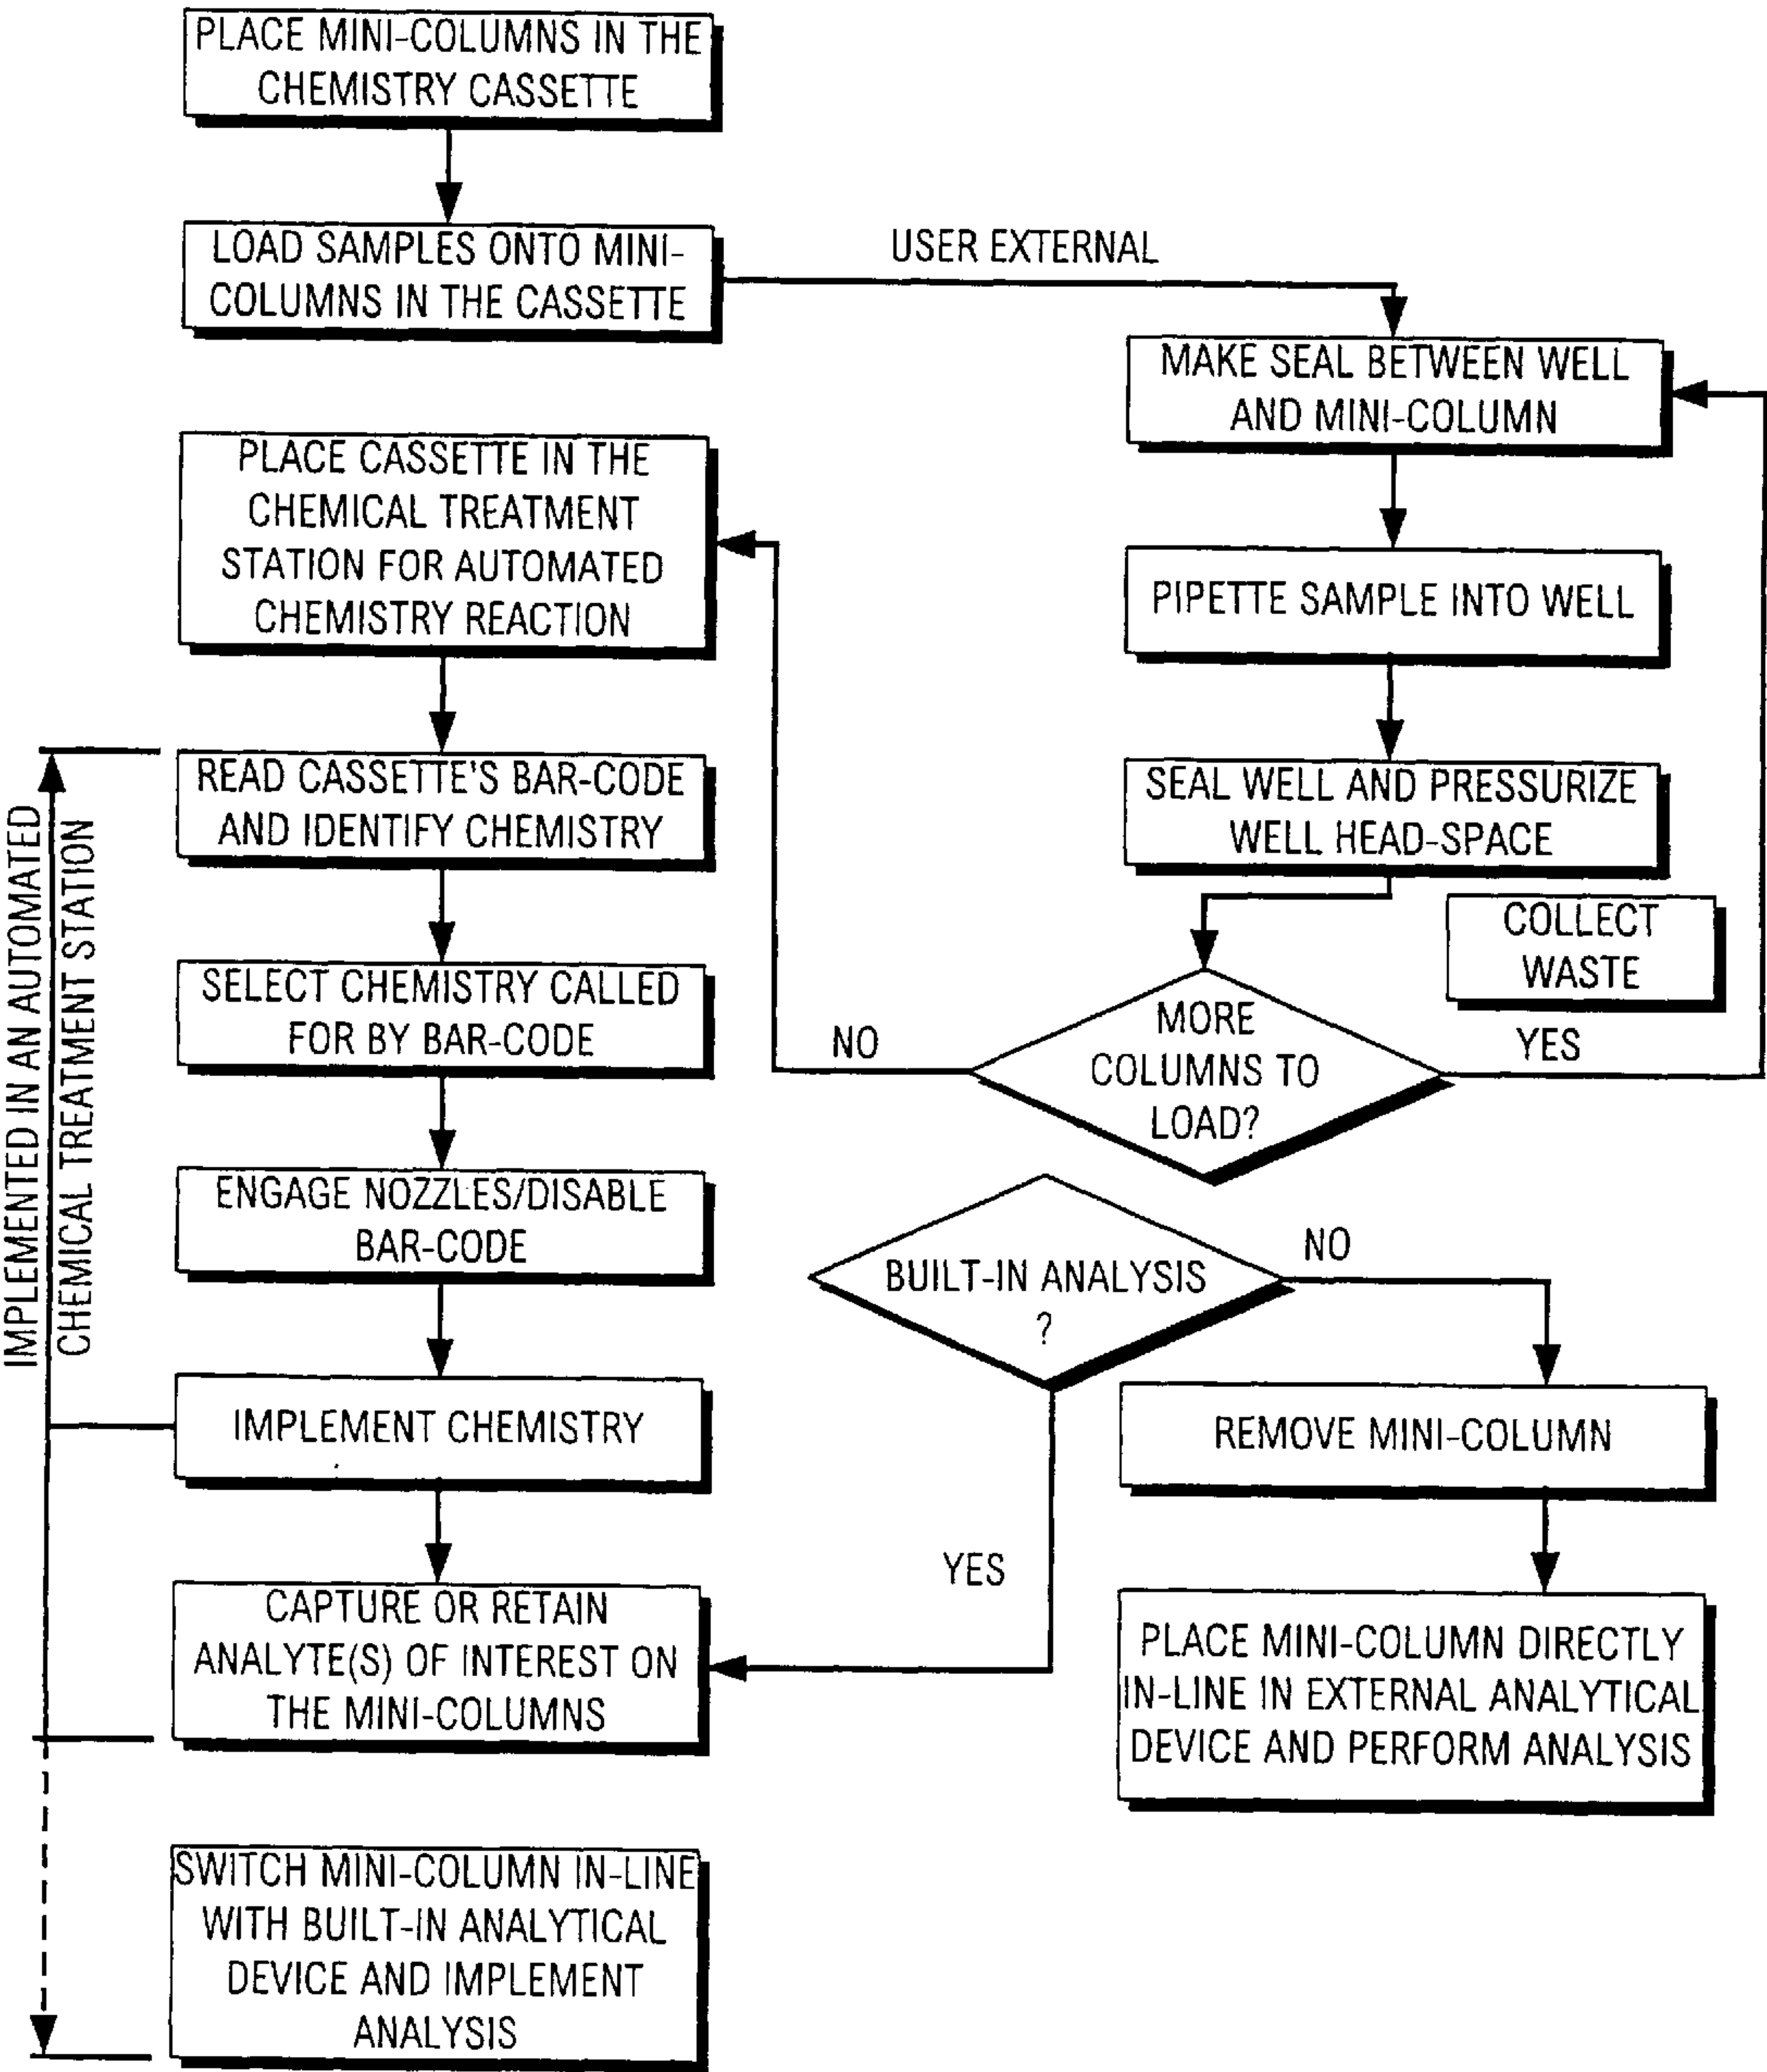 PLACE MINI-COLUMNS IN THE
CHEMISTRY CASSETTE
LOAD SAMPLES ONTO MINI-
COLUMNS IN THE CASSETTE
USER EXTERNAL
MAKE SEAL BETWEEN WELL
AND MINI-COLUMN
PIPETTE SAMPLE INTO WELL
SEAL WELL AND PRESSURIZE
WELL HEAD-SPACE
COLLECT
WASTE
MORE
COLUMNS TO
LOAD?
YES
NO
PLACE CASSETTE IN THE
CHEMICAL TREATMENT
STATION FOR AUTOMATED
CHEMISTRY REACTION
IMPLEMENTED IN AN AUTOMATED
CHEMICAL TREATMENT STATION
READ CASSETTE'S BAR-CODE
AND IDENTIFY CHEMISTRY
SELECT CHEMISTRY CALLED
FOR BY BAR-CODE
ENGAGE NOZZLES/DISABLE
BAR-CODE
IMPLEMENT CHEMISTRY
CAPTURE OR RETAIN
ANALYTE(S) OF INTEREST ON
THE MINI-COLUMNS
BUILT-IN ANALYSIS
?
NO
YES
REMOVE MINI-COLUMN
PLACE MINI-COLUMN DIRECTLY
IN-LINE IN EXTERNAL ANALYTICAL
DEVICE AND PERFORM ANALYSIS
SWITCH MINI-COLUMN IN-LINE
WITH BUILT-IN ANALYTICAL
DEVICE AND IMPLEMENT
ANALYSIS